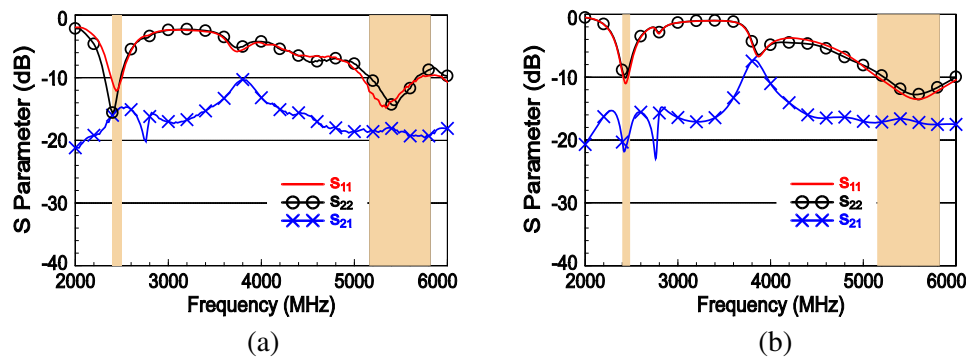 0
-10
-20
-30
-40
S Parameter (dB)
S11
S22
S21
2000 3000 4000 5000 6000
Frequency (MHz)
(a)
0
-10
-20
-30
-40
S Parameter (dB)
S11
S22
S21
2000 3000 4000 5000 6000
Frequency (MHz)
(b)